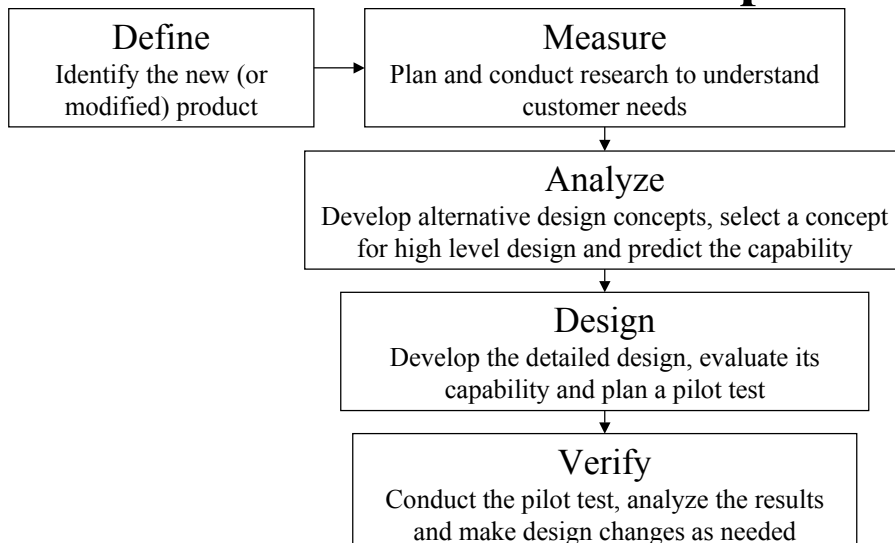 Define
Identify the new (or
modified) product
Measure
Plan and conduct research to understand
customer needs
Analyze
Develop alternative design concepts, select a concept
for high level design and predict the capability
Design
Develop the detailed design, evaluate its
capability and plan a pilot test
Verify
Conduct the pilot test, analyze the results
and make design changes as needed